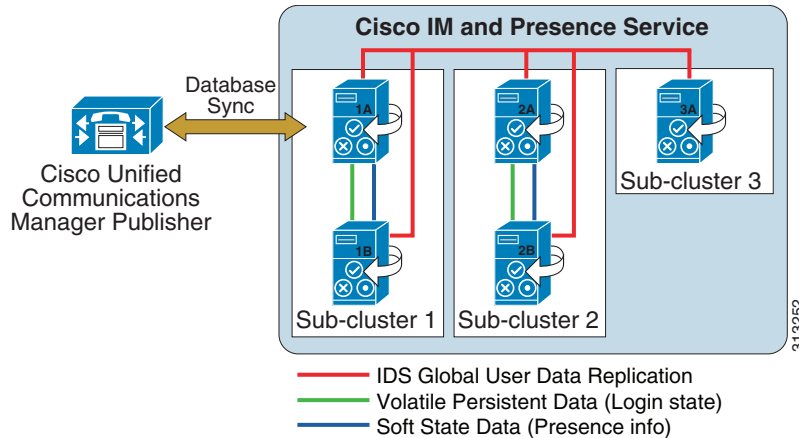 Cisco IM and Presence Service
Database
Sync
1A
2A
3A
Cisco Unified
Communications
Manager Publisher
Sub-cluster 3
1B
2B
Sub-cluster 1
Sub-cluster 2
313252
IDS Global User Data Replication
Volatile Persistent Data (Login state)
Soft State Data (Presence info)